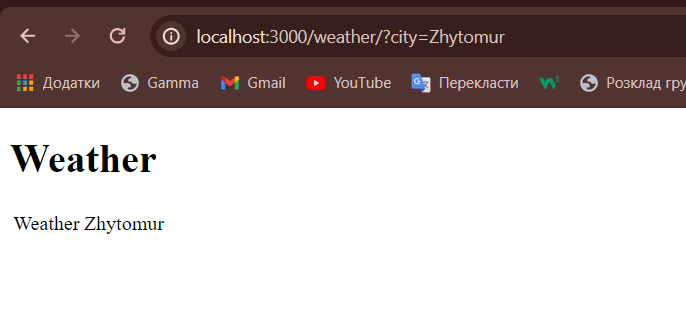 localhost:3000/weather/?city=Zhytomur
Додатки Gamma Gmail YouTube Перекласти Розклад гру
Weather
Weather Zhytomur